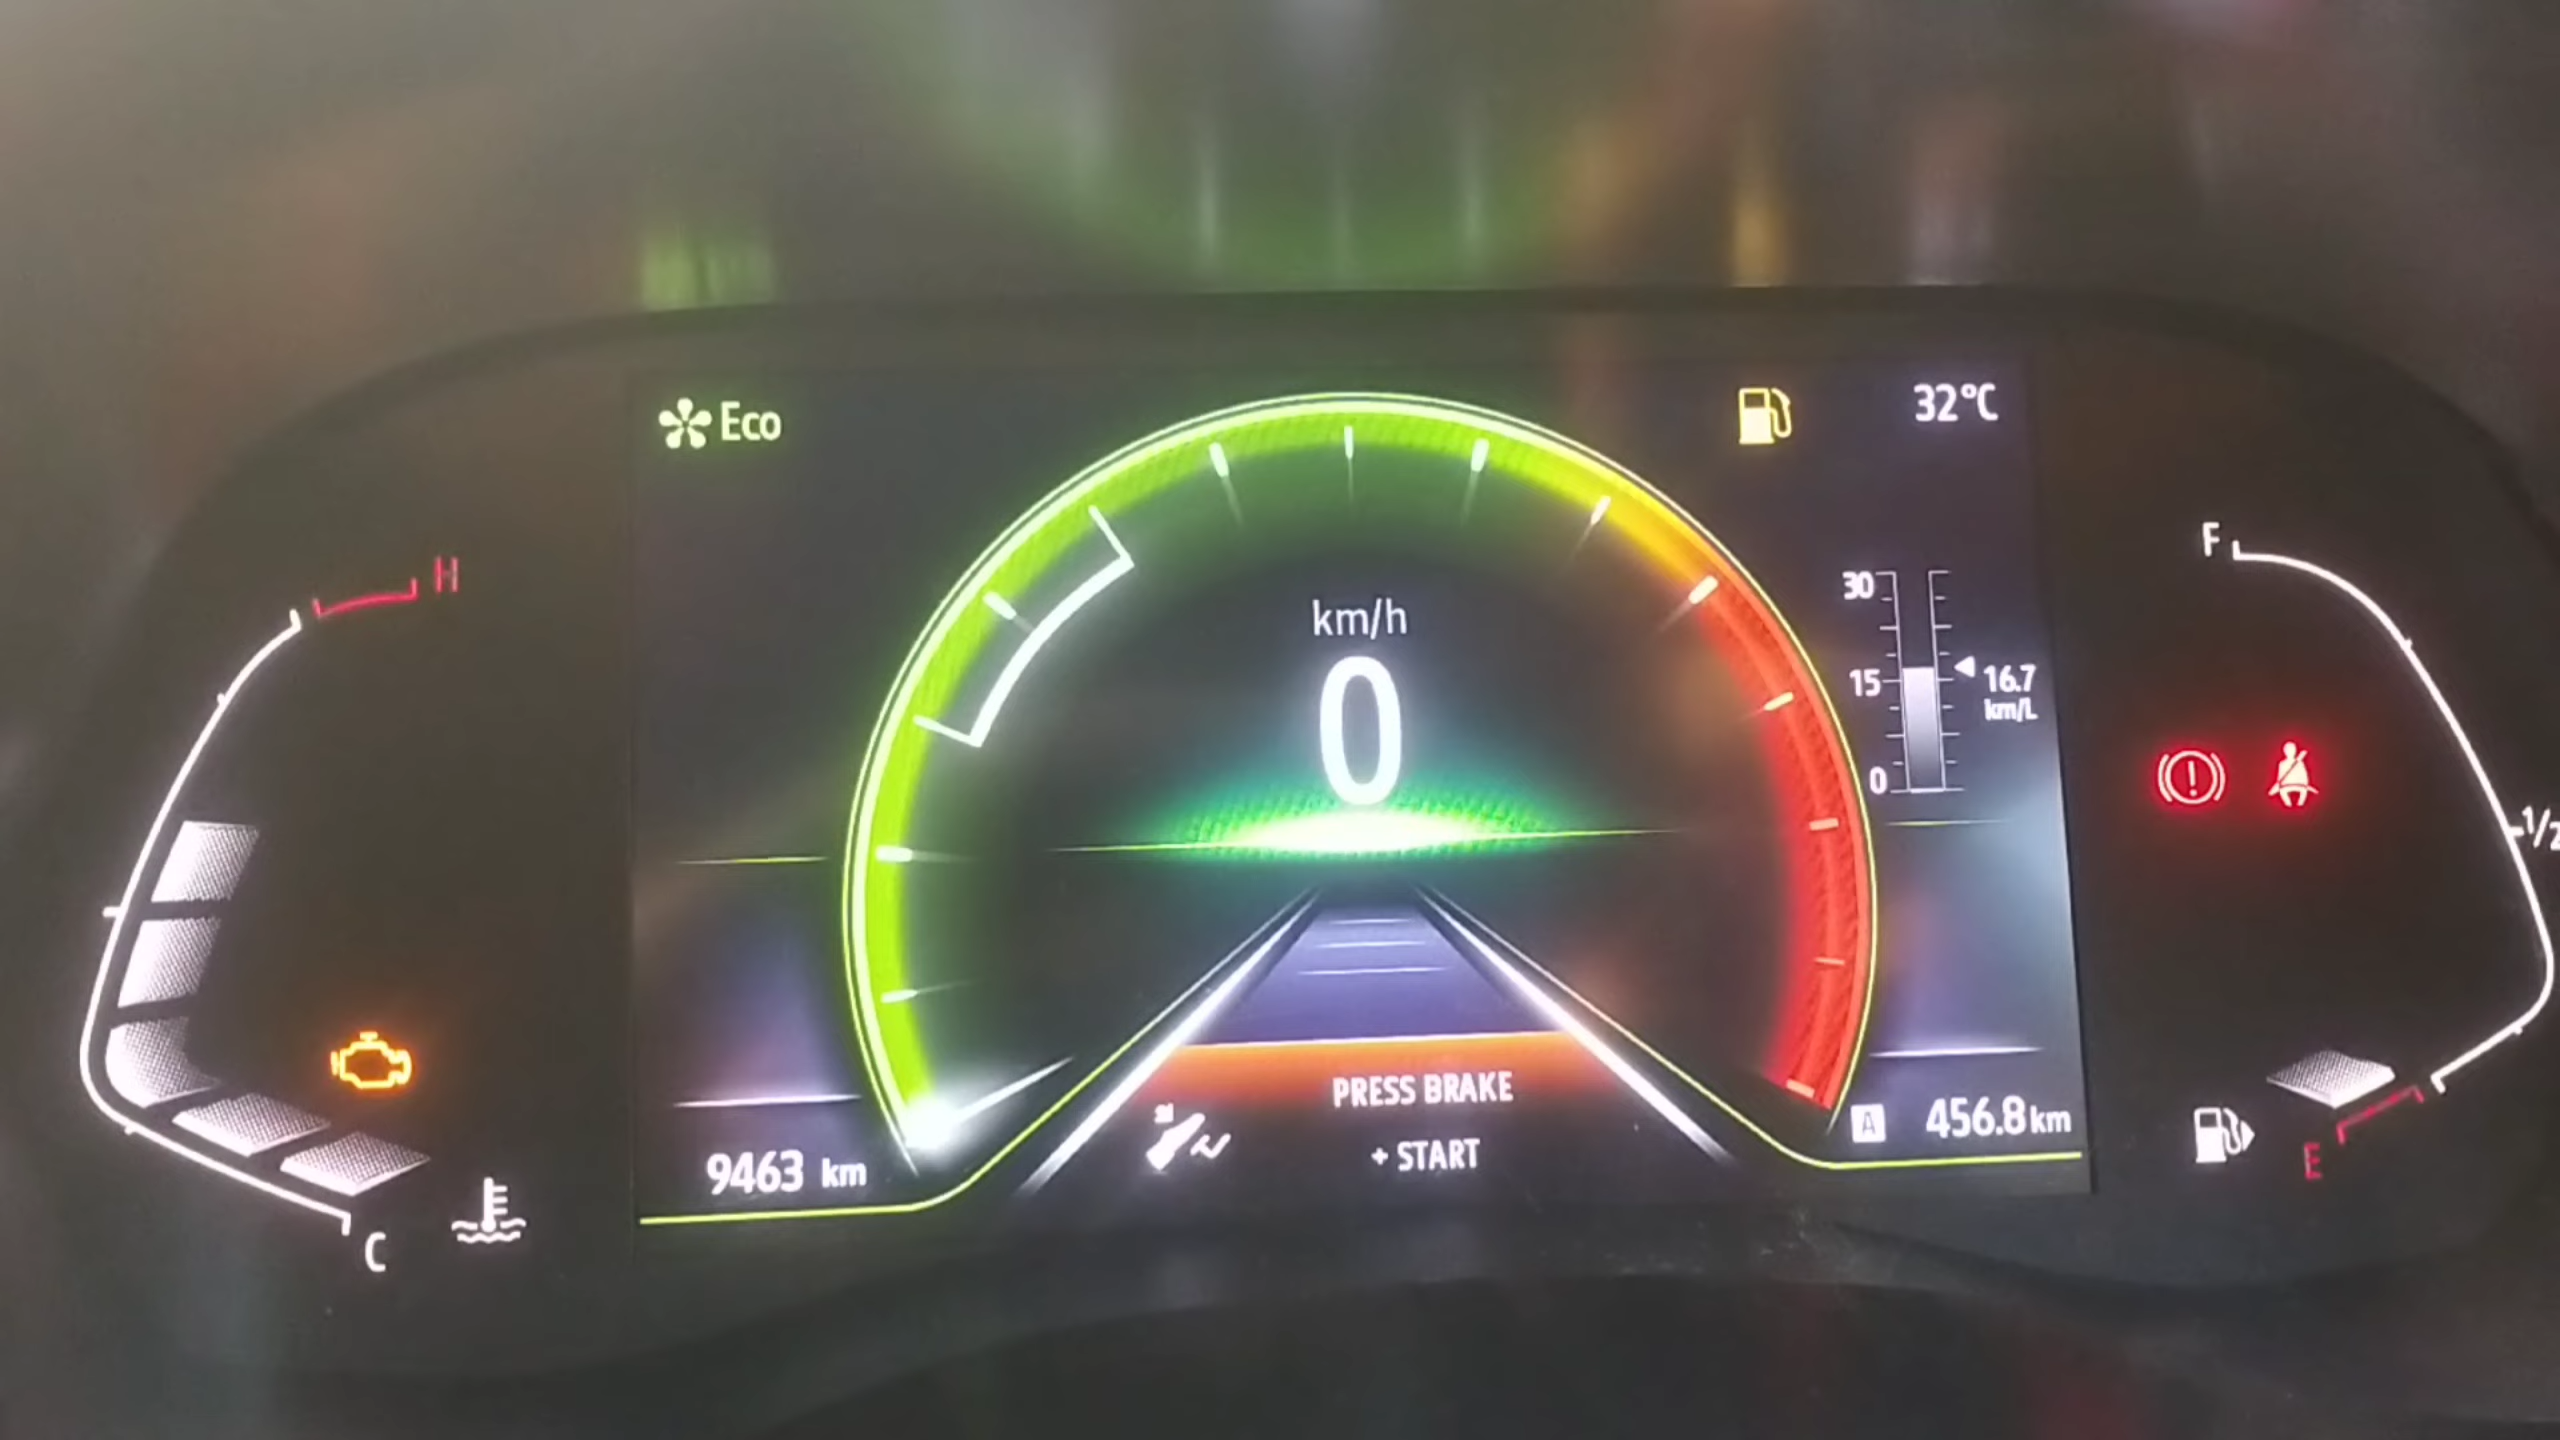 Eco
32°C
H
F
km/h
0
30
15
0
16.7
km/L
1/2
PRESS BRAKE
+ START
9463 km
A 456.8 km
C
E